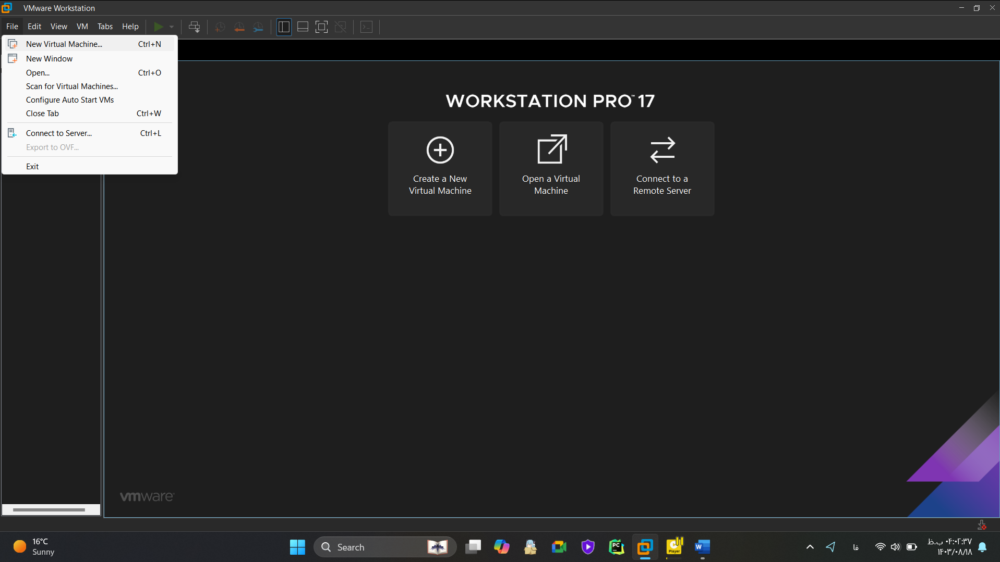 VMware Workstation
File Edit View VM Tabs Help
New Virtual Machine... Ctrl+N
New Window
Open... Ctrl+O
Scan for Virtual Machines...
Configure Auto Start VMs
Close Tab Ctrl+W
Connect to Server... Ctrl+L
Export to OVF...
Exit
WORKSTATION PRO™ 17
Create a New
Virtual Machine
Open a Virtual
Machine
Connect to a
Remote Server
vmware
16°C
Sunny
Search
PC
Player
W
فا
۰۴:۰۲:۳۷ ب.ظ
۱۴۰۳/۰۸/۱۸